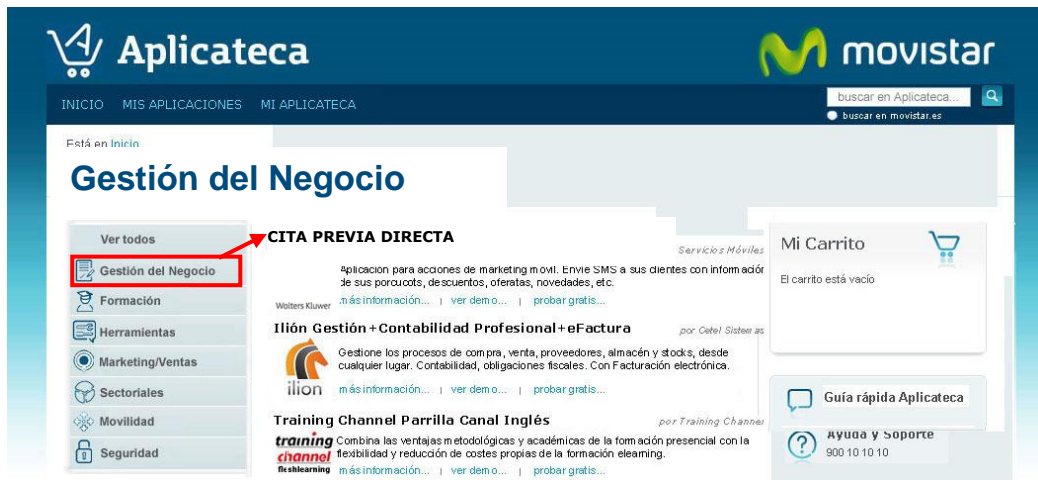 Aplicateca
movistar
INICIO MIS APLICACIONES MI APLICATECA
buscar en Aplicateca...
buscar en movistar.es
Está en Inicio
Gestión del Negocio
Ver todos
Gestión del Negocio
Formación
Herramientas
Marketing/Ventas
Sectoriales
Movilidad
Seguridad
CITA PREVIA DIRECTA
Servicios Móviles
Aplicación para acciones de marketing movil. Envie SMS a sus clientes con información
de sus porcucots, descuentos, oferatas, novedades, etc.
Wolters Kluwer
más información... | ver demo... | probar gratis...
Ilión Gestión+Contabilidad Profesional+eFactura
por Cetel Sistemas
Gestione los procesos de compra, venta, proveedores, almacén y stocks, desde
cualquier lugar. Contabilidad, obligaciones fiscales. Con Facturación electrónica.
ilion
más información... | ver demo... | probar gratis...
Training Channel Parrilla Canal Inglés
por Training Channel
training
channel
fleshlearning
Combina las ventajas metodológicas y académicas de la formación presencial con la
flexibilidad y reducción de costes propias de la formación elearning.
más información... | ver demo... | probar gratis...
Mi Carrito
El carrito está vacío
Guía rápida Aplicateca
Ayuda y Soporte
900 10 10 10